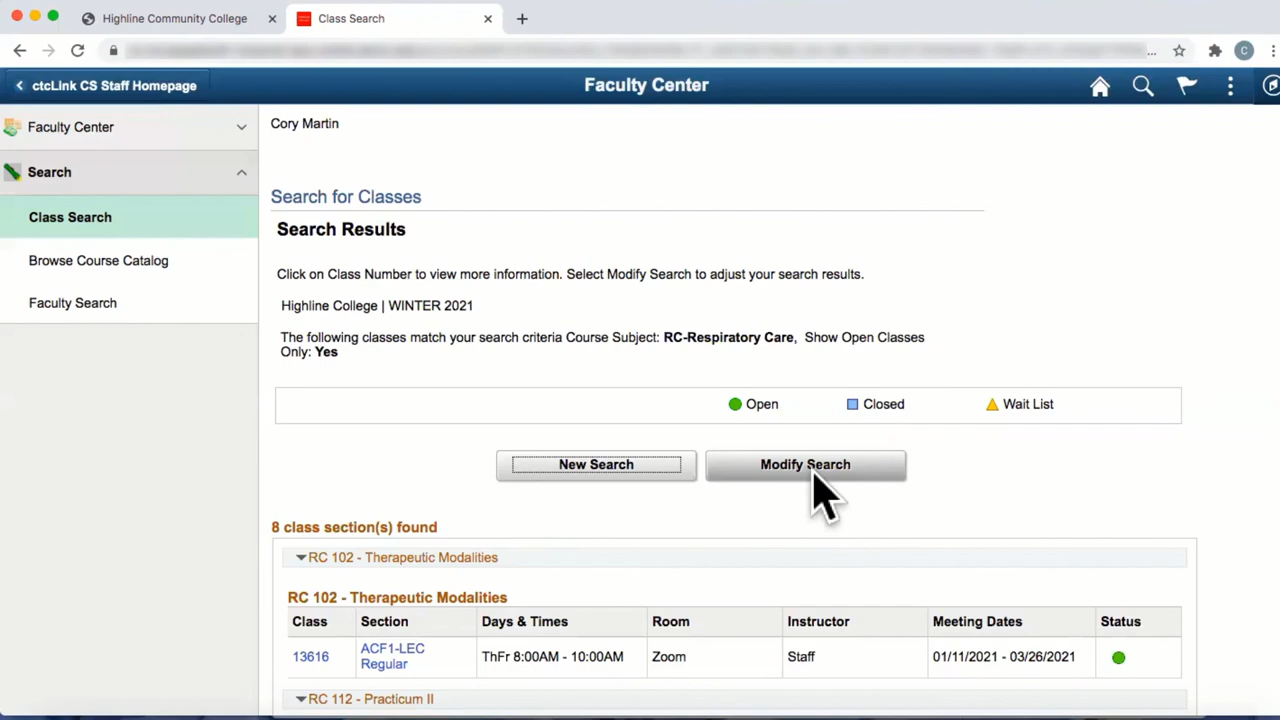 Highline Community College
Class Search
C
ctcLink CS Staff Homepage
Faculty Center
Faculty Center
Search
Class Search
Browse Course Catalog
Faculty Search
Cory Martin
Search for Classes
Search Results
Click on Class Number to view more information. Select Modify Search to adjust your search results.
Highline College | WINTER 2021
The following classes match your search criteria Course Subject: RC-Respiratory Care, Show Open Classes
Only: Yes
Open Closed Wait List
New Search Modify Search
8 class section(s) found
RC 102 - Therapeutic Modalities
RC 102 - Therapeutic Modalities
Class Section Days & Times Room Instructor Meeting Dates Status
13616 ACF1-LEC Regular ThFr 8:00AM - 10:00AM Zoom Staff 01/11/2021 - 03/26/2021
RC 112 - Practicum II